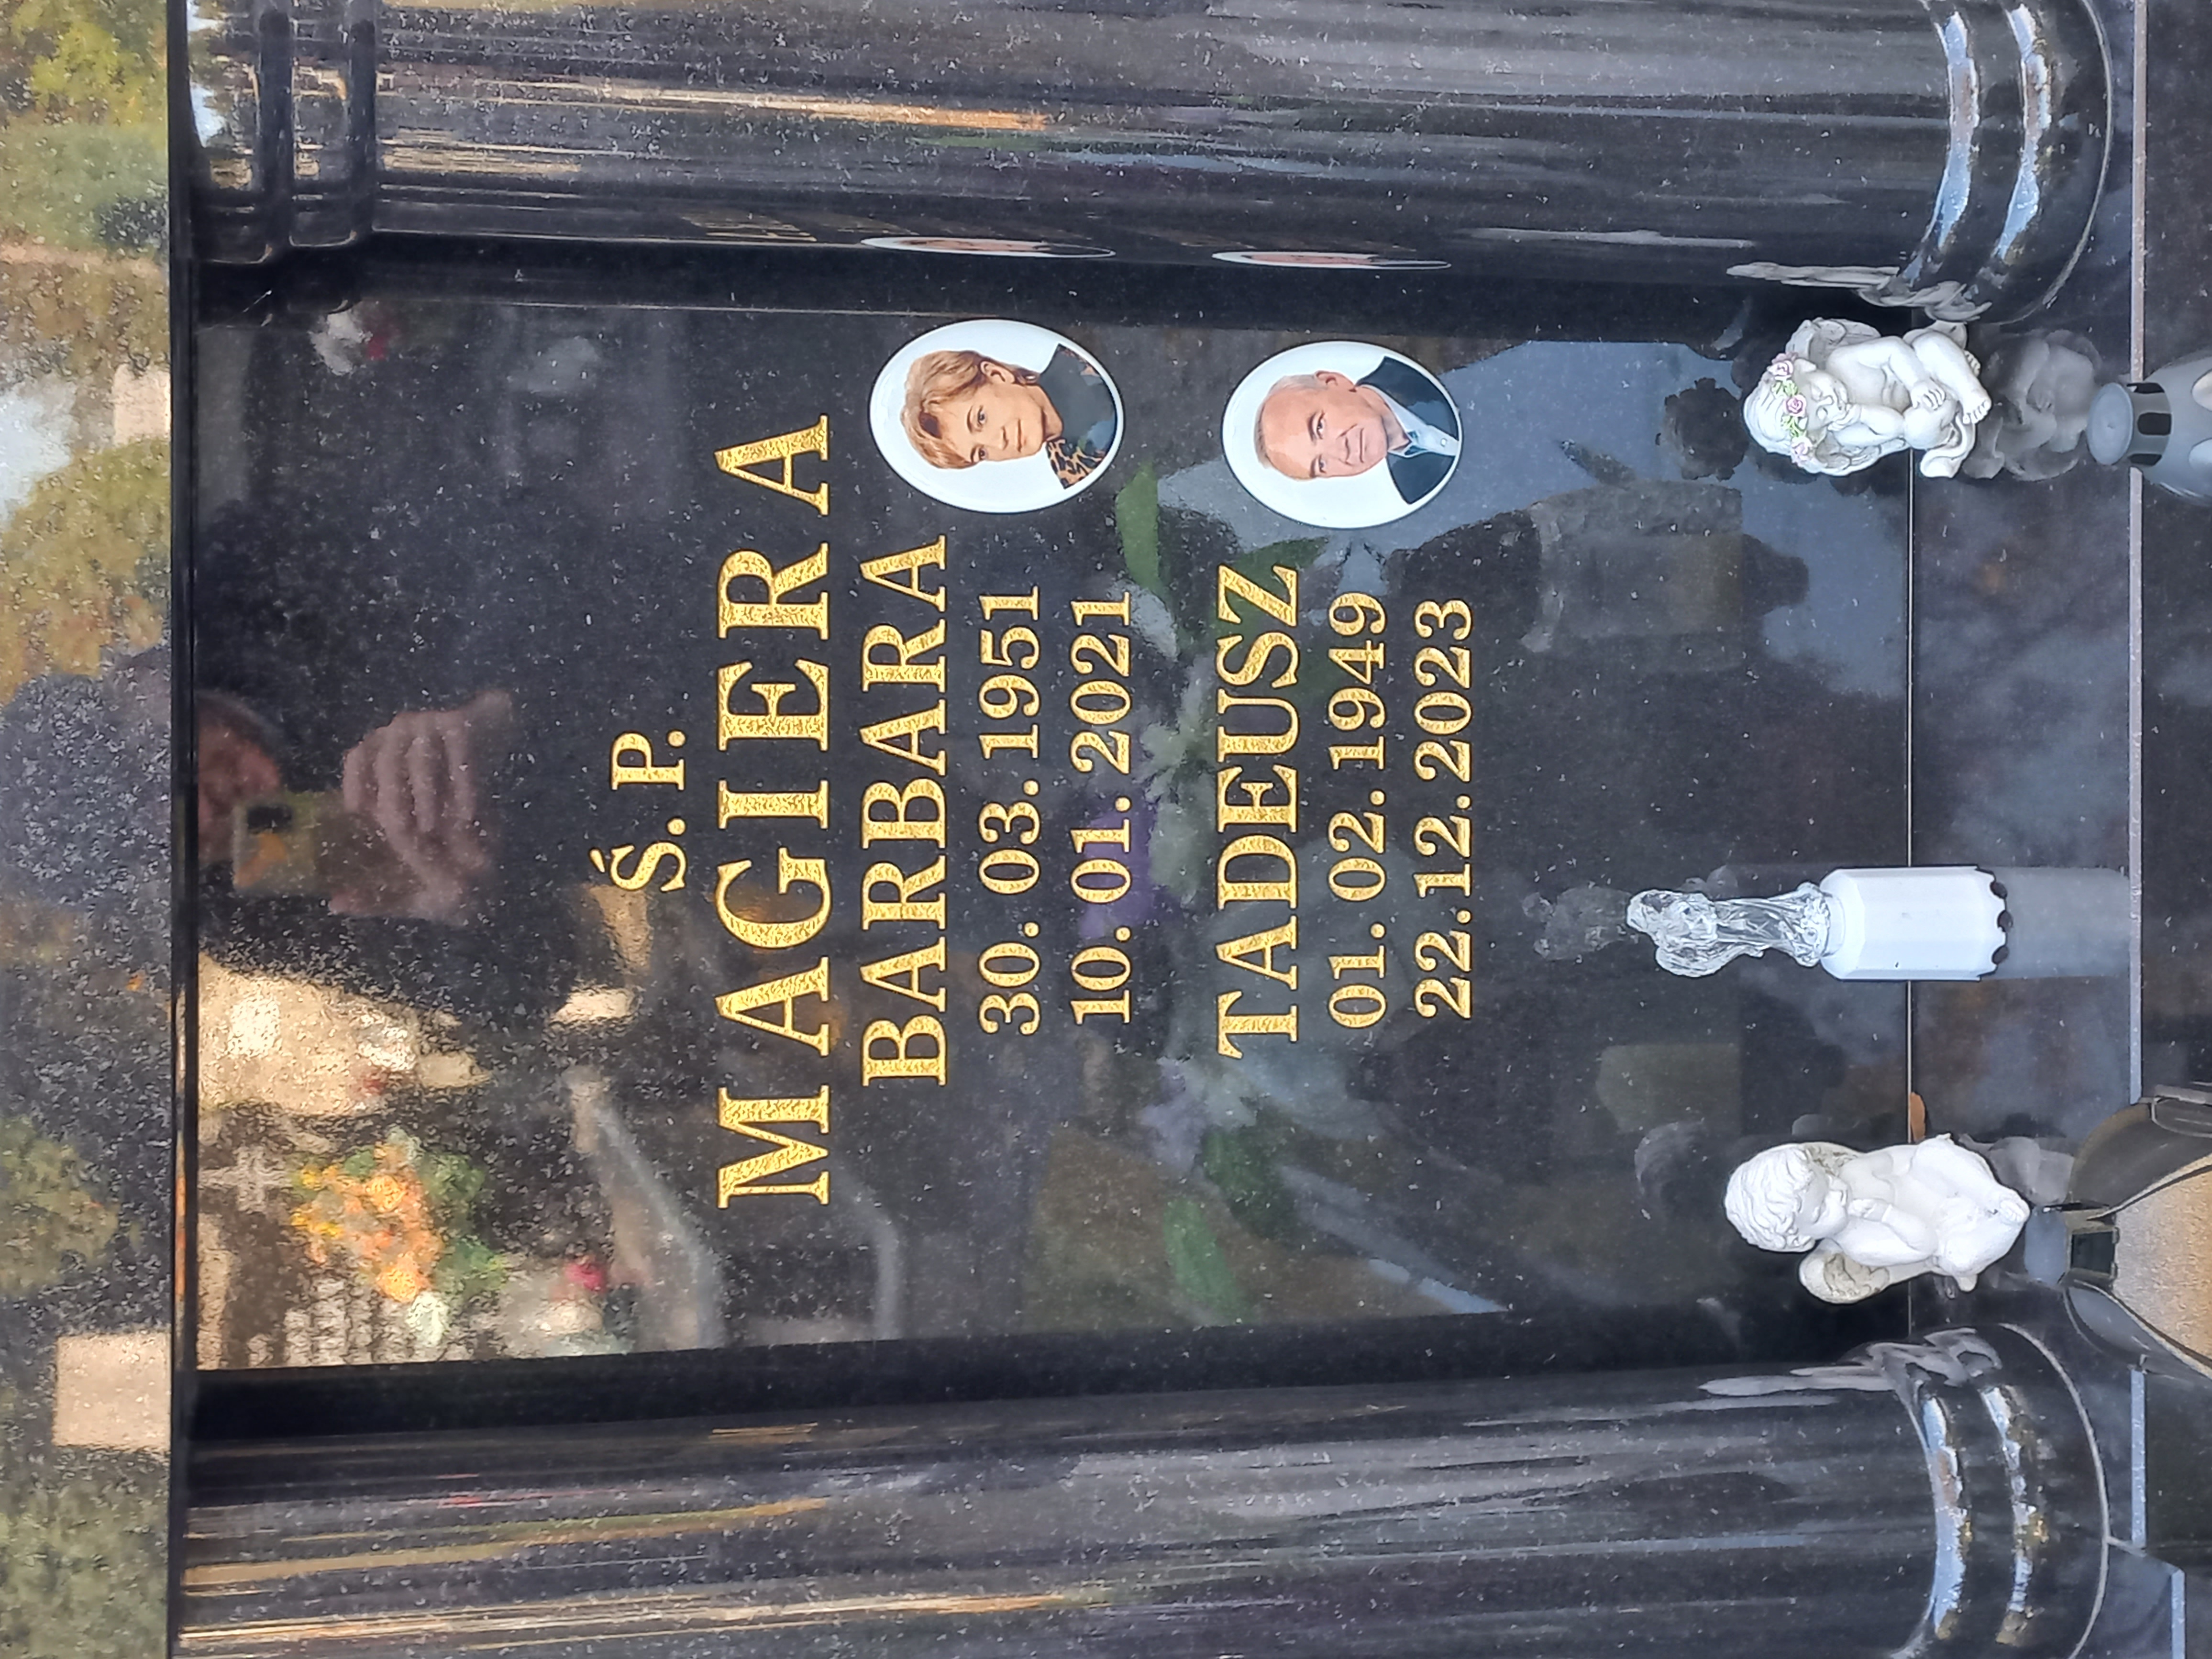 Ś. P.
MAGIERA
BARBARA
30. 03. 1951
10. 01. 2021
TADEUSZ
01. 02. 1949
22. 12. 2023